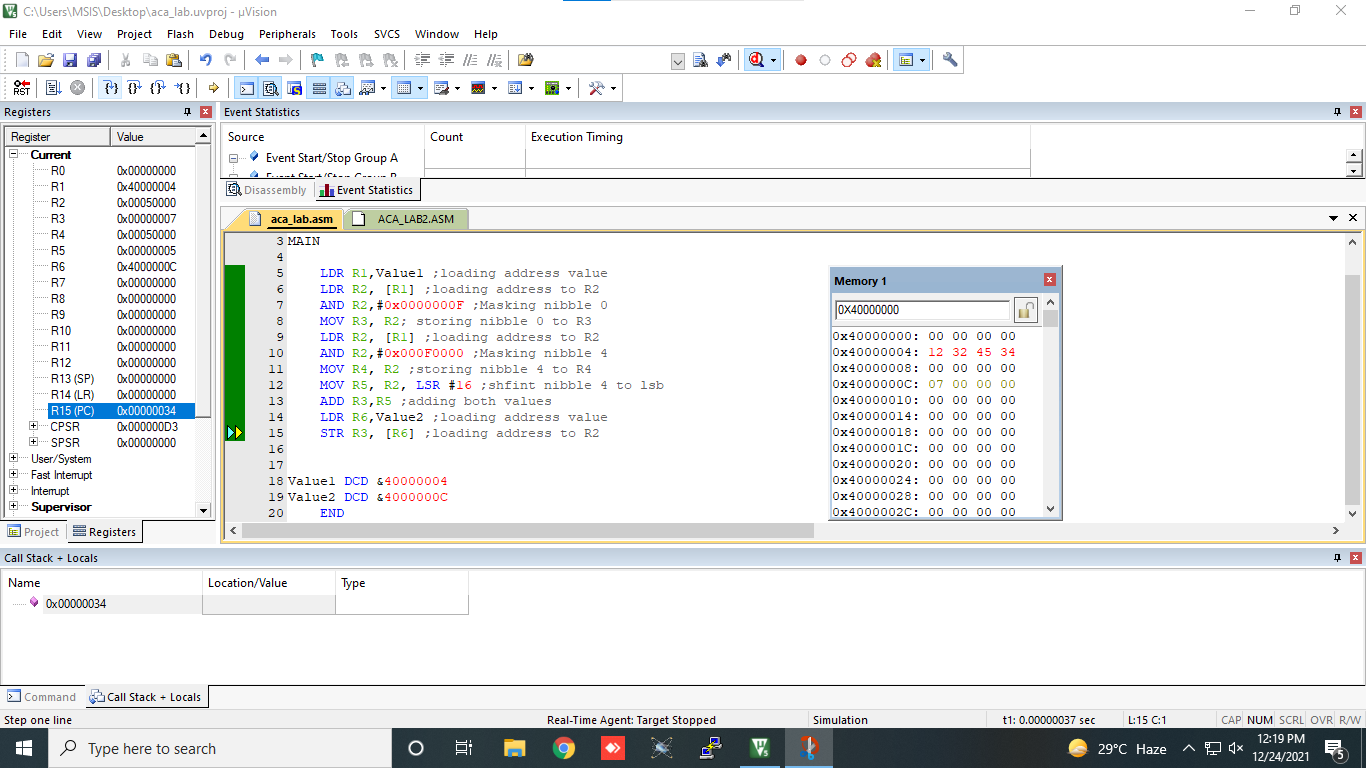 C:\Users\MSIS\Desktop\aca_lab.uvproj - µVision
File Edit View Project Flash Debug Peripherals Tools SVCS Window Help
RST
Registers
Register Value
Current
R0 0x00000000
R1 0x40000004
R2 0x00050000
R3 0x00000007
R4 0x00050000
R5 0x00000005
R6 0x4000000C
R7 0x00000000
R8 0x00000000
R9 0x00000000
R10 0x00000000
R11 0x00000000
R12 0x00000000
R13 (SP) 0x00000000
R14 (LR) 0x00000000
R15 (PC) 0x00000034
CPSR 0x000000D3
SPSR 0x00000000
User/System
Fast Interrupt
Interrupt
Supervisor
Project Registers
Event Statistics
Source Count Execution Timing
Event Start/Stop Group A
Event Start/Stop Group B
Disassembly Event Statistics
aca_lab.asm ACA_LAB2.ASM
3 MAIN
4
5 LDR R1,Value1 ;loading address value
6 LDR R2, [R1] ;loading address to R2
7 AND R2,#0x0000000F ;Masking nibble 0
8 MOV R3, R2; storing nibble 0 to R3
9 LDR R2, [R1] ;loading address to R2
10 AND R2,#0x000F0000 ;Masking nibble 4
11 MOV R4, R2 ;storing nibble 4 to R4
12 MOV R5, R2, LSR #16 ;shfint nibble 4 to lsb
13 ADD R3,R5 ;adding both values
14 LDR R6,Value2 ;loading address value
15 STR R3, [R6] ;loading address to R2
16
17
18 Value1 DCD &40000004
19 Value2 DCD &4000000C
20 END
Memory 1
0X40000000
0x40000000: 00 00 00 00
0x40000004: 12 32 45 34
0x40000008: 00 00 00 00
0x4000000C: 07 00 00 00
0x40000010: 00 00 00 00
0x40000014: 00 00 00 00
0x40000018: 00 00 00 00
0x4000001C: 00 00 00 00
0x40000020: 00 00 00 00
0x40000024: 00 00 00 00
0x40000028: 00 00 00 00
0x4000002C: 00 00 00 00
Call Stack + Locals
Name Location/Value Type
0x00000034
Command Call Stack + Locals
Step one line Real-Time Agent: Target Stopped Simulation t1: 0.00000037 sec L:15 C:1 CAP NUM SCRL OVR R/W
Type here to search
29°C Haze
12:19 PM
12/24/2021
5